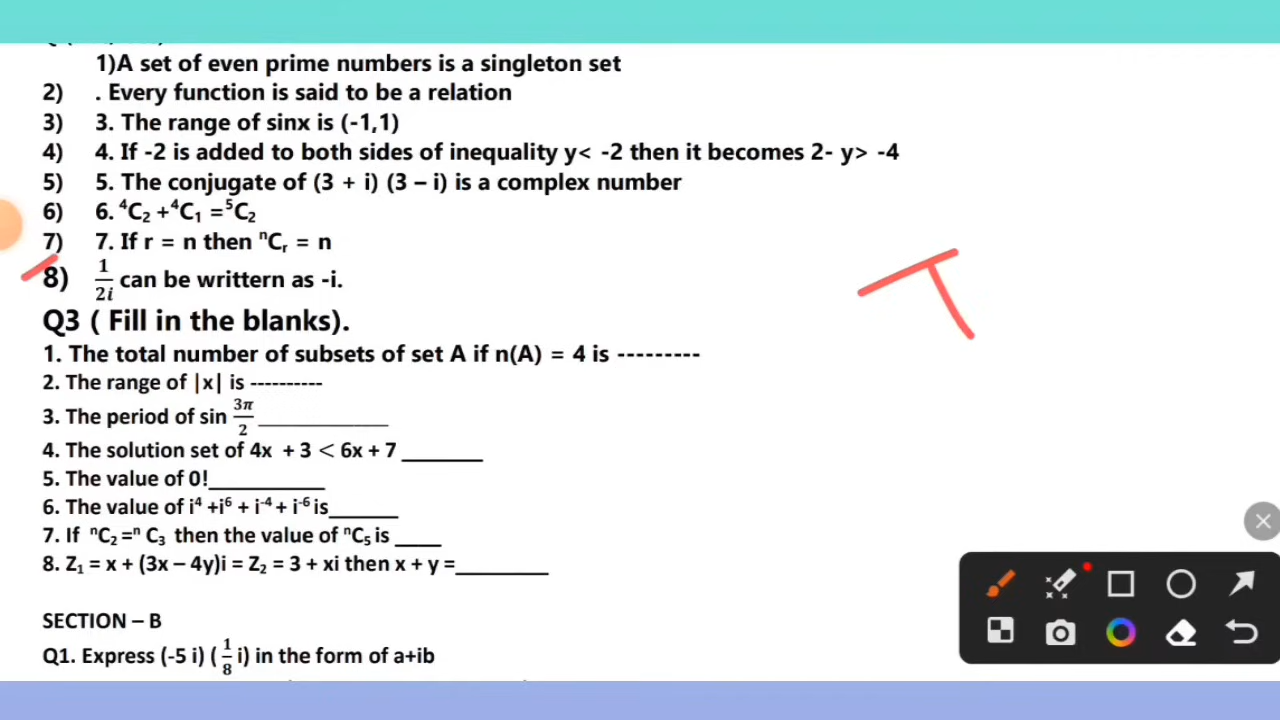 1)A set of even prime numbers is a singleton set
2) . Every function is said to be a relation
3) 3. The range of sinx is (-1,1)
4) 4. If -2 is added to both sides of inequality y< -2 then it becomes 2- y> -4
5) 5. The conjugate of (3 + i) (3 – i) is a complex number
6) 6. ⁴C₂ +⁴C₁ =⁵C₂
7) 7. If r = n then ⁿCᵣ = n
8) 1/2i can be writtern as -i.
Q3 ( Fill in the blanks).
1. The total number of subsets of set A if n(A) = 4 is ---------
2. The range of |x| is ----------
3. The period of sin 3π/2 _____________
4. The solution set of 4x + 3 < 6x + 7 ________
5. The value of 0!____________
6. The value of i⁴ +i⁶ + i⁻⁴ + i⁻⁶ is_______
7. If ⁿC₂ =ⁿ C₃ then the value of ⁿC₅ is _____
8. Z₁ = x + (3x – 4y)i = Z₂ = 3 + xi then x + y =__________
SECTION – B
Q1. Express (-5 i) (1/8 i) in the form of a+ib